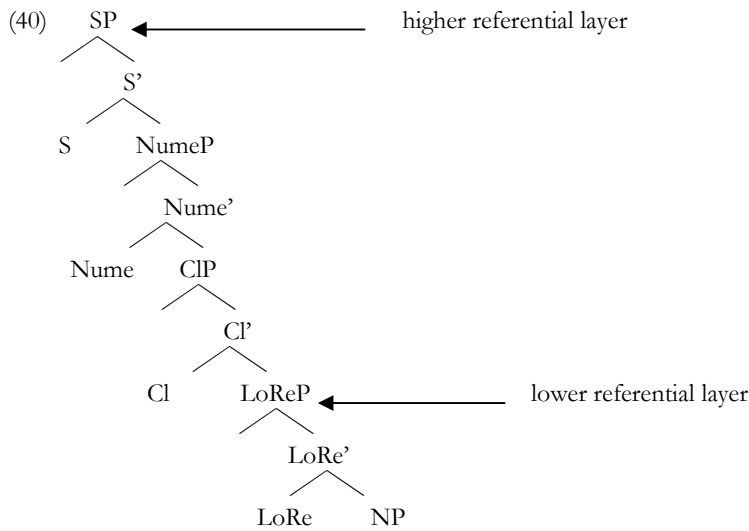 (40) SP higher referential layer
S’
S NumeP
Nume’
Nume ClP
Cl’
Cl LoReP lower referential layer
LoRe’
LoRe NP